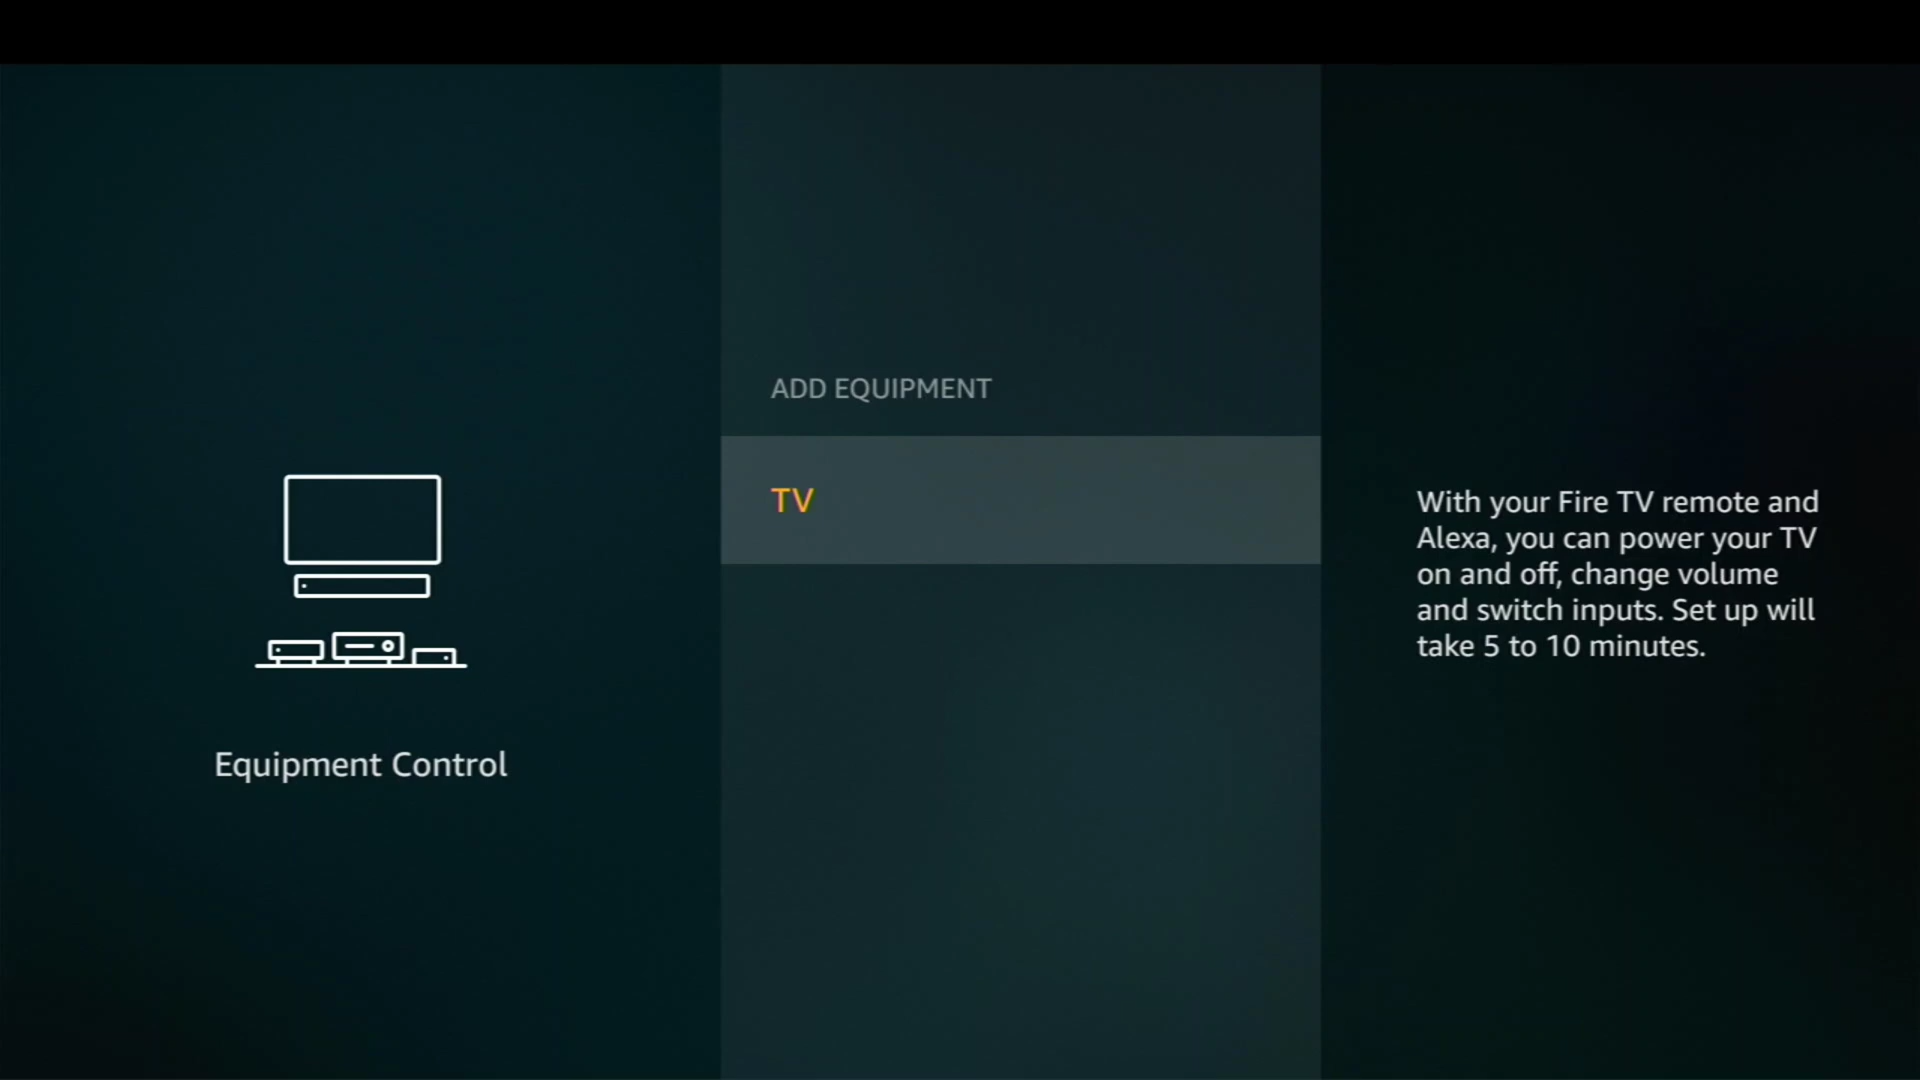 ADD EQUIPMENT
TV
With your Fire TV remote and
Alexa, you can power your TV
on and off, change volume
and switch inputs. Set up will
take 5 to 10 minutes.
Equipment Control